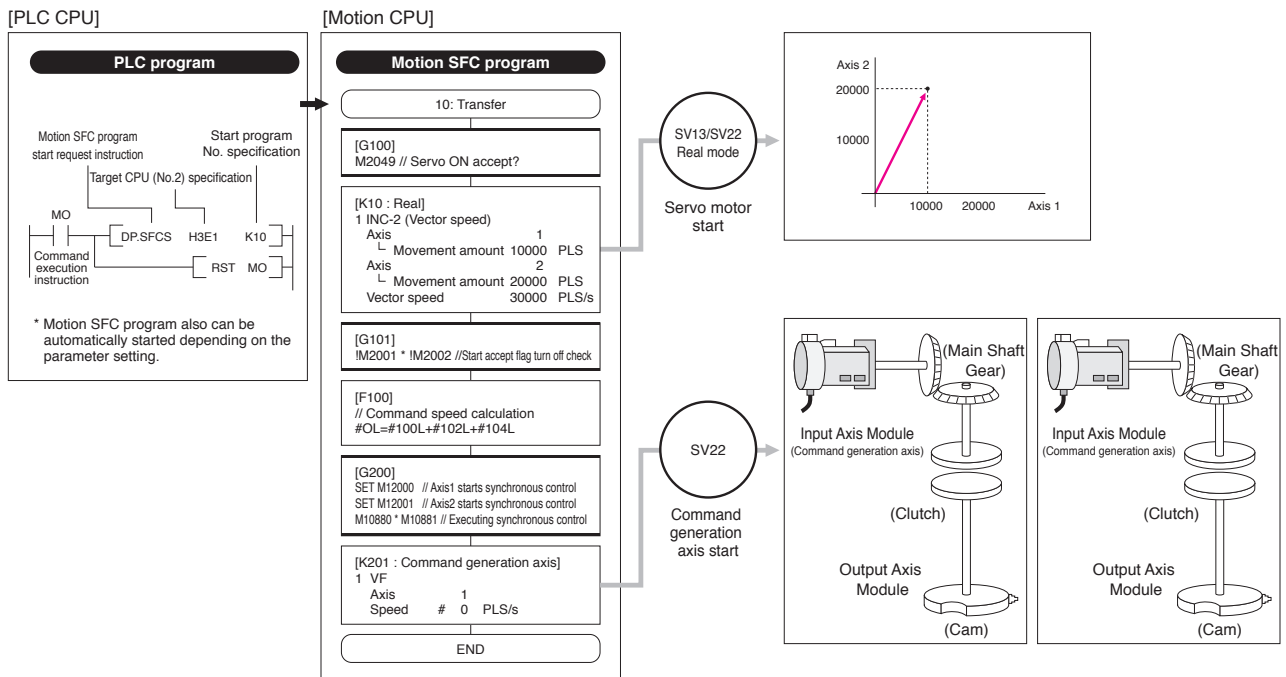 [PLC CPU]
PLC program
Motion SFC program
start request instruction
Start program
No. specification
Target CPU (No.2) specification
MO
DP.SFCS H3E1 K10
Command
execution
instruction
RST MO
* Motion SFC program also can be
automatically started depending on the
parameter setting.
[Motion CPU]
Motion SFC program
10: Transfer
[G100]
M2049 // Servo ON accept?
[K10 : Real]
1 INC-2 (Vector speed)
Axis 1
Movement amount 10000 PLS
Axis 2
Movement amount 20000 PLS
Vector speed 30000 PLS/s
[G101]
!M2001 * !M2002 //Start accept flag turn off check
[F100]
// Command speed calculation
#OL=#100L+#102L+#104L
[G200]
SET M12000 // Axis1 starts synchronous control
SET M12001 // Axis2 starts synchronous control
M10880 * M10881 // Executing synchronous control
[K201 : Command generation axis]
1 VF
Axis 1
Speed # 0 PLS/s
END
SV13/SV22
Real mode
Servo motor
start
Axis 2
20000
10000
10000 20000 Axis 1
SV22
Command
generation
axis start
(Main Shaft
Gear)
Input Axis Module
(Command generation axis)
(Clutch)
Output Axis
Module
(Cam)
(Main Shaft
Gear)
Input Axis Module
(Command generation axis)
(Clutch)
Output Axis
Module
(Cam)